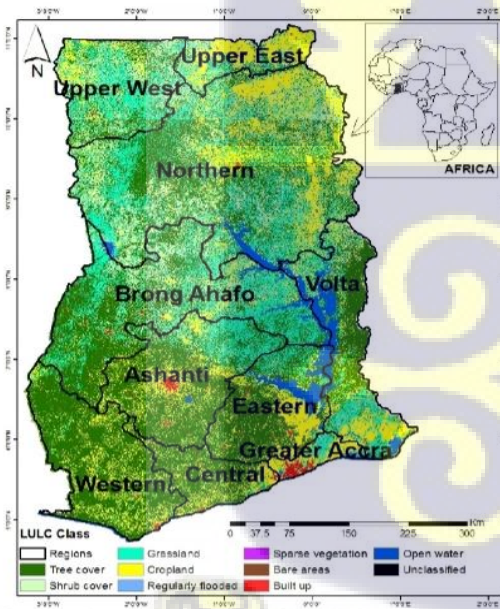 N
Upper East
Upper West
AFRICA
Northern
Brong Ahafo
Volta
Ashanti
Eastern
Greater Accra
Central
Western
LULC Class
0 37.5 75 150 225 300
Km
Regions
Grassland
Sparse vegetation
Open water
Tree cover
Cropland
Bare areas
Unclassified
Shrub cover
Regularly flooded
Built up